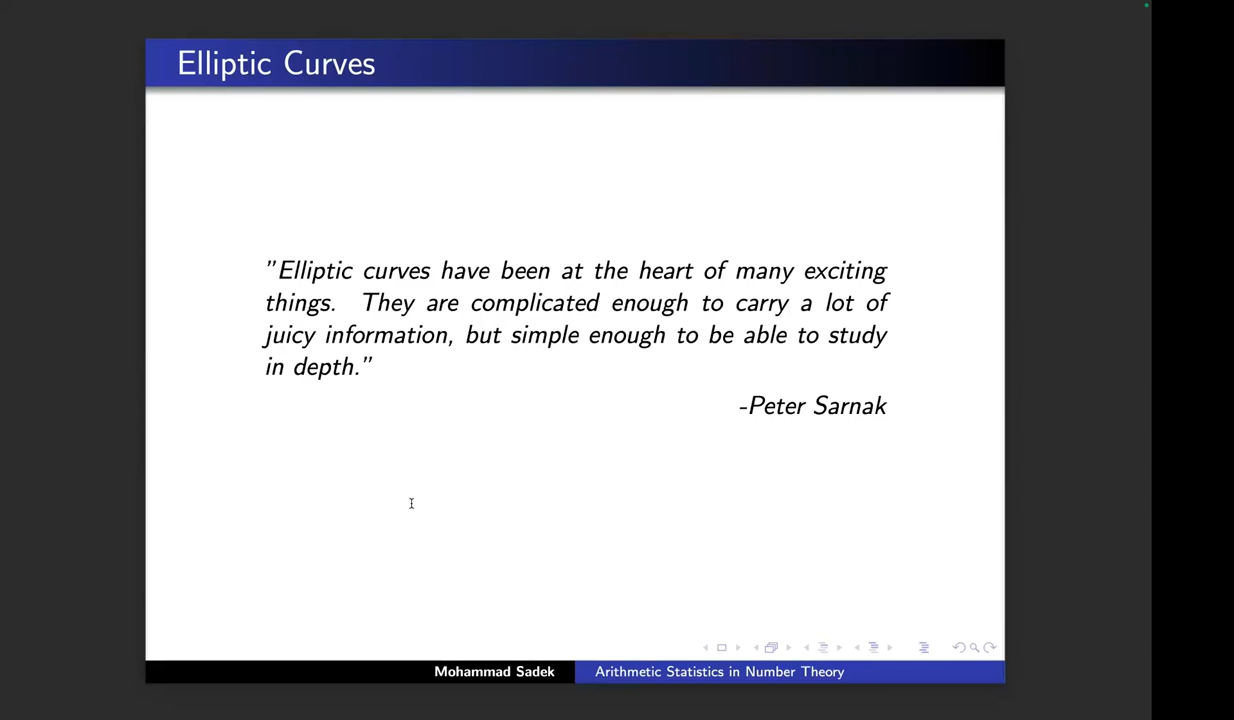 Elliptic Curves
”Elliptic curves have been at the heart of many exciting
things. They are complicated enough to carry a lot of
juicy information, but simple enough to be able to study
in depth.”
-Peter Sarnak
Mohammad Sadek
Arithmetic Statistics in Number Theory